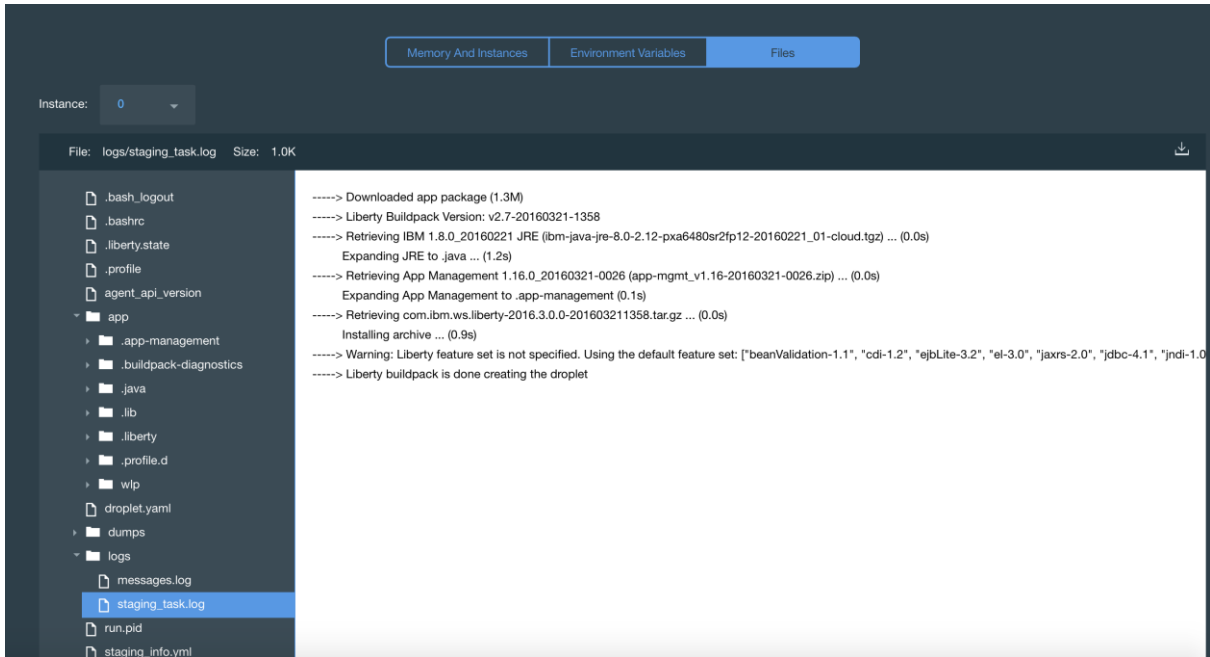 Memory And Instances Environment Variables Files
Instance: 0
File: logs/staging_task.log Size: 1.0K
.bash_logout
.bashrc
.liberty.state
.profile
agent_api_version
app
.app-management
.buildpack-diagnostics
.java
.lib
.liberty
.profile.d
wlp
droplet.yaml
dumps
logs
messages.log
staging_task.log
run.pid
staging_info.yml
-----> Downloaded app package (1.3M)
-----> Liberty Buildpack Version: v2.7-20160321-1358
-----> Retrieving IBM 1.8.0_20160221 JRE (ibm-java-jre-8.0-2.12-pxa6480sr2fp12-20160221_01-cloud.tgz) ... (0.0s)
Expanding JRE to .java ... (1.2s)
-----> Retrieving App Management 1.16.0_20160321-0026 (app-mgmt_v1.16-20160321-0026.zip) ... (0.0s)
Expanding App Management to .app-management (0.1s)
-----> Retrieving com.ibm.ws.liberty-2016.3.0.0-201603211358.tar.gz ... (0.0s)
Installing archive ... (0.9s)
-----> Warning: Liberty feature set is not specified. Using the default feature set: ["beanValidation-1.1", "cdi-1.2", "ejbLite-3.2", "el-3.0", "jaxrs-2.0", "jdbc-4.1", "jndi-1.0
-----> Liberty buildpack is done creating the droplet